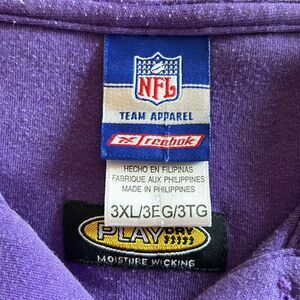 NFL
TEAM APPAREL
Reebok
HECHO EN FILIPINAS
FABRIQUE AUX PHILIPPINES
MADE IN PHILIPPINES
3XL/3EG/3TG
PLAY DRY
MOISTURE WICKING